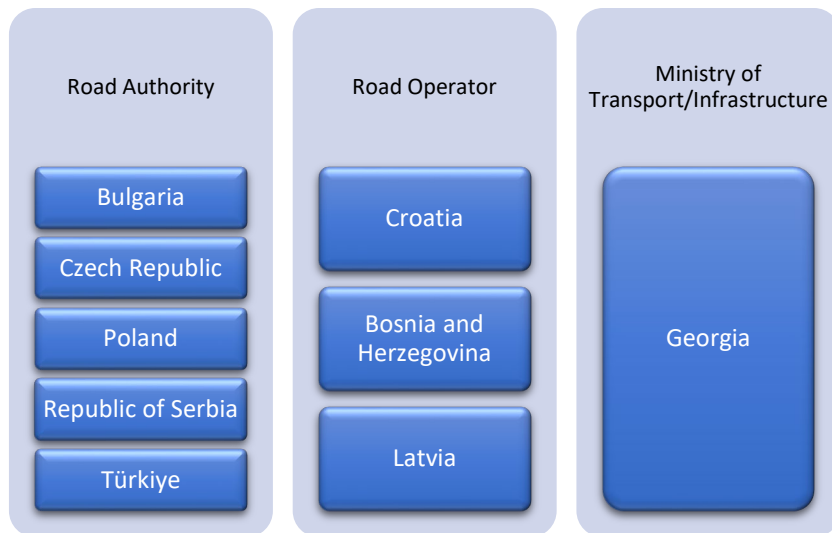 Road Authority
Bulgaria
Czech Republic
Poland
Republic of Serbia
Türkiye
Road Operator
Croatia
Bosnia and
Herzegovina
Latvia
Ministry of
Transport/Infrastructure
Georgia